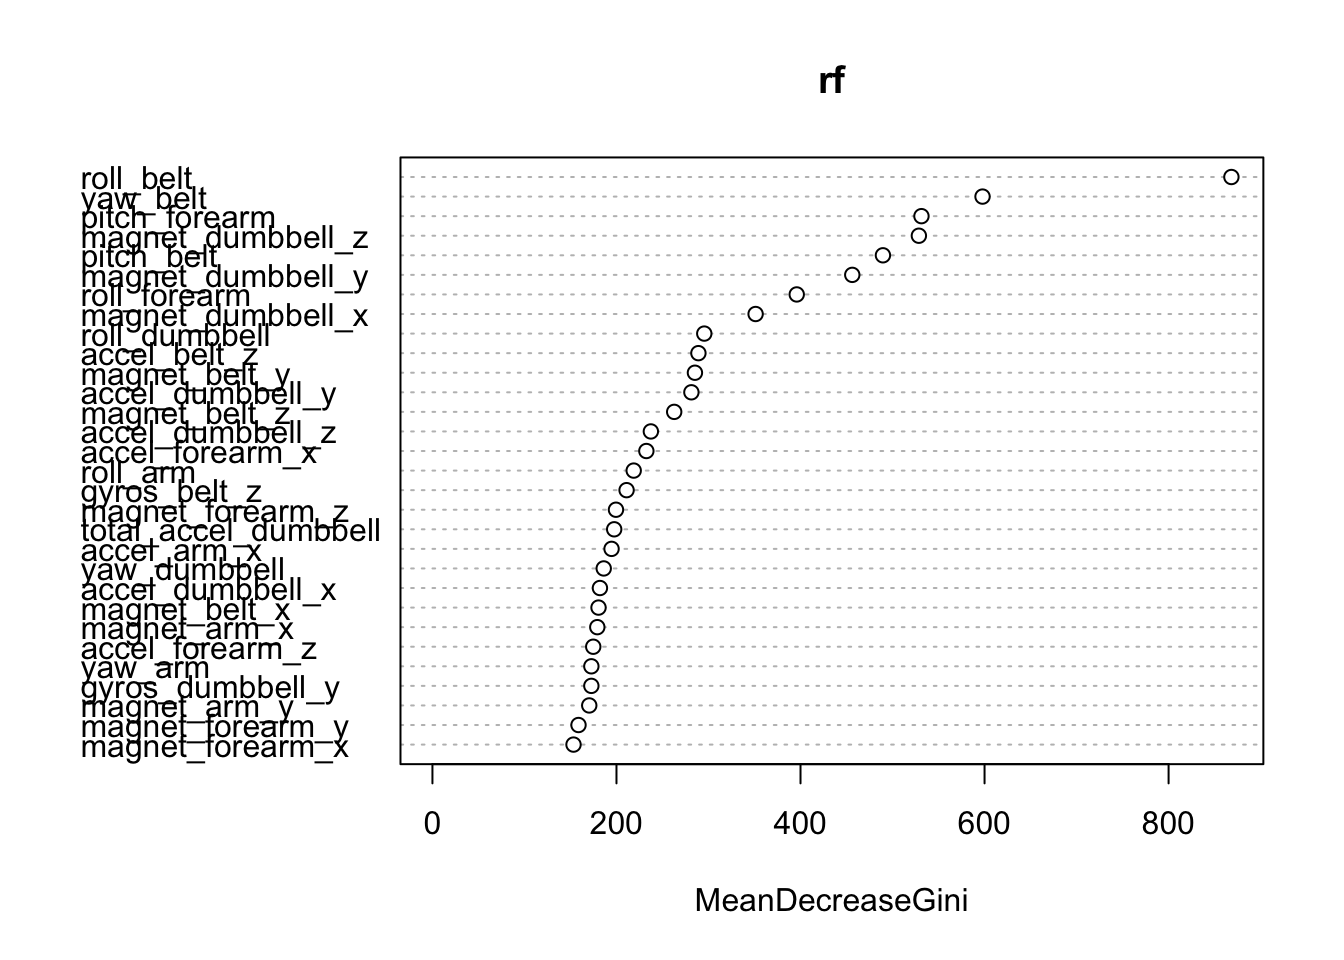 rf
roll_belt
yaw_belt
pitch_forearm
magnet_dumbbell_z
pitch_belt
magnet_dumbbell_y
roll_forearm
magnet_dumbbell_x
roll_dumbbell
accel_belt_z
magnet_belt_y
accel_dumbbell_y
magnet_belt_z
accel_dumbbell_z
accel_forearm_x
roll_arm
gyros_belt_z
magnet_forearm_z
total_accel_dumbbell
accel_arm_x
yaw_dumbbell
accel_dumbbell_x
magnet_belt_x
magnet_arm_x
accel_forearm_z
yaw_arm
gyros_dumbbell_y
magnet_arm_y
magnet_forearm_y
magnet_forearm_x
0 200 400 600 800
MeanDecreaseGini